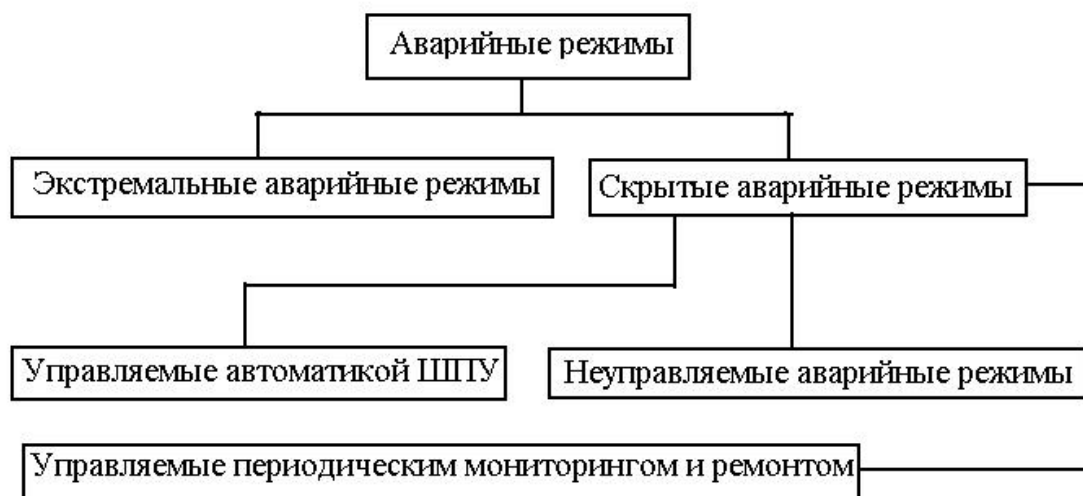 Аварийные режимы
Экстремальные аварийные режимы
Скрытые аварийные режимы
Управляемые автоматикой ШПУ
Неуправляемые аварийные режимы
Управляемые периодическим мониторингом и ремонтом